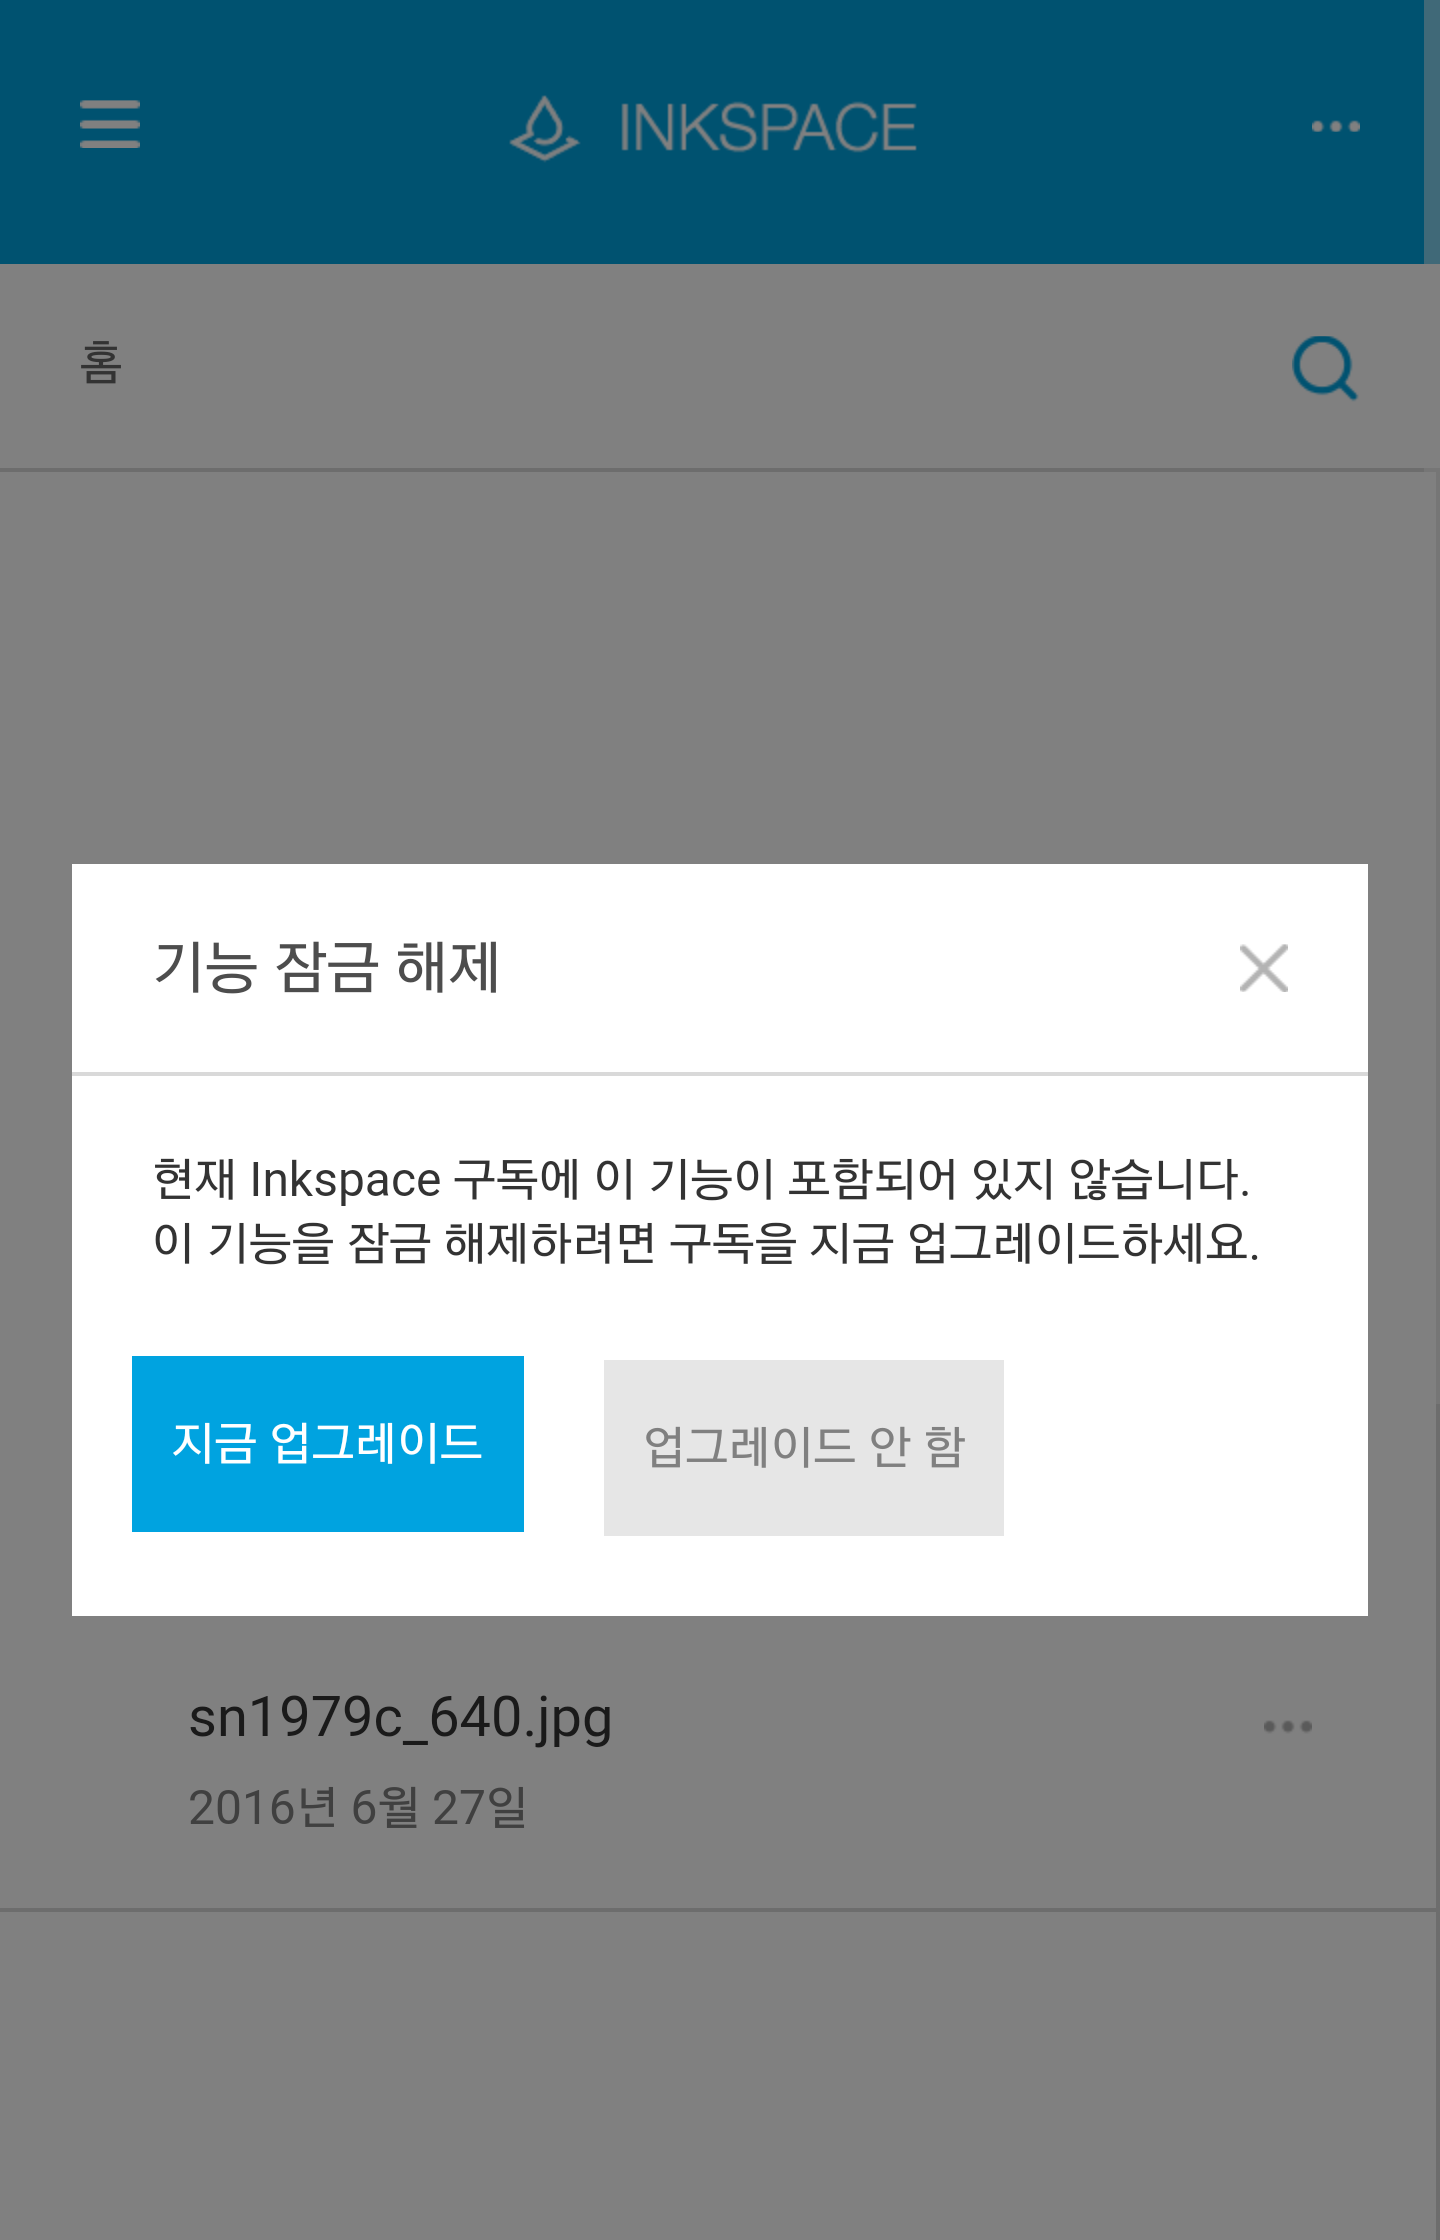 INKSPACE
홈
기능 잠금 해제
현재 Inkspace 구독에 이 기능이 포함되어 있지 않습니다.
이 기능을 잠금 해제하려면 구독을 지금 업그레이드하세요.
지금 업그레이드
업그레이드 안 함
sn1979c_640.jpg
2016년 6월 27일